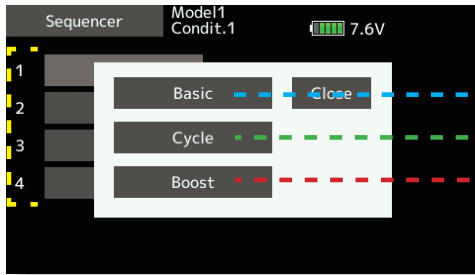 Sequencer
Model1
Condit.1
7.6V
1
Basic
Close
2
Cycle
3
Boost
4